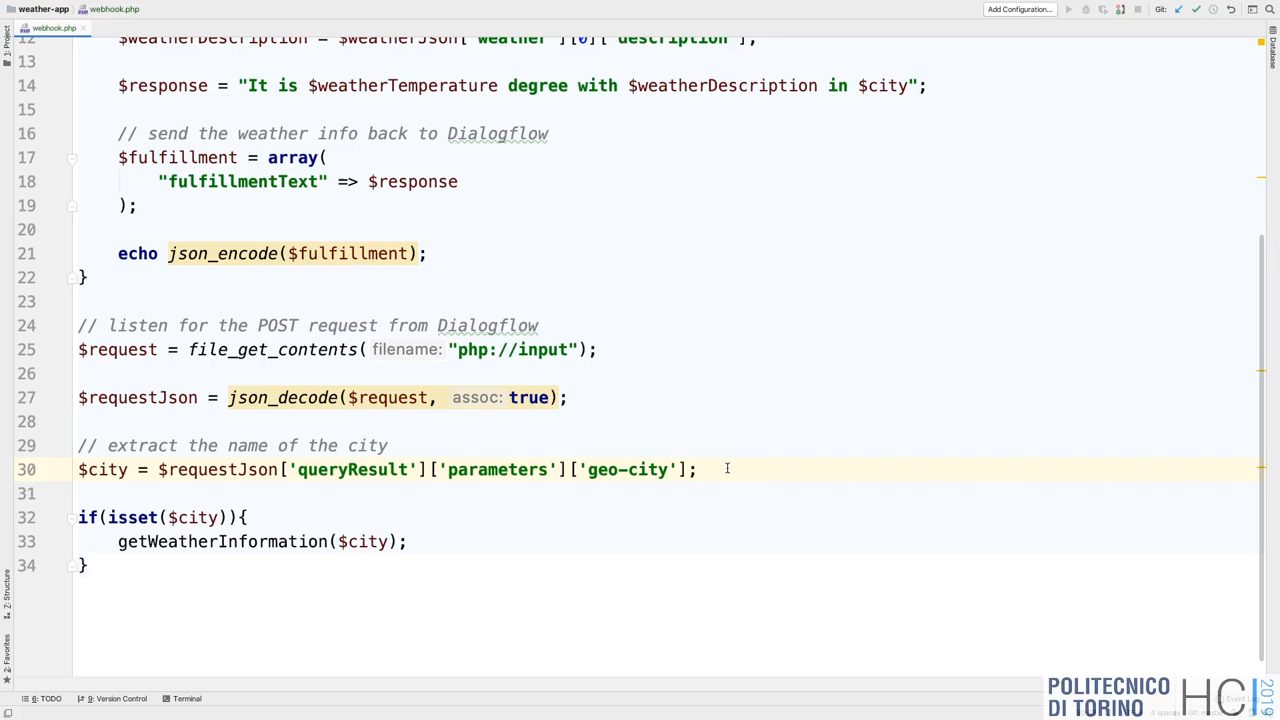 weather-app
webhook.php
Add Configuration...
Git:
webhook.php
1: Project
Database
12 $weatherDescription = $weatherJson['weather'][0]['description'];
13
14 $response = "It is $weatherTemperature degree with $weatherDescription in $city";
15
16 // send the weather info back to Dialogflow
17 $fulfillment = array(
18 "fulfillmentText" => $response
19 );
20
21 echo json_encode($fulfillment);
22 }
23
24 // listen for the POST request from Dialogflow
25 $request = file_get_contents( filename: "php://input");
26
27 $requestJson = json_decode($request, assoc: true);
28
29 // extract the name of the city
30 $city = $requestJson['queryResult']['parameters']['geo-city'];
31
32 if(isset($city)){
33 getWeatherInformation($city);
34 }
Z: Structure
2: Favorites
6: TODO
9: Version Control
Terminal
POLITECNICO
DI TORINO
HCI
2019
4 spaces